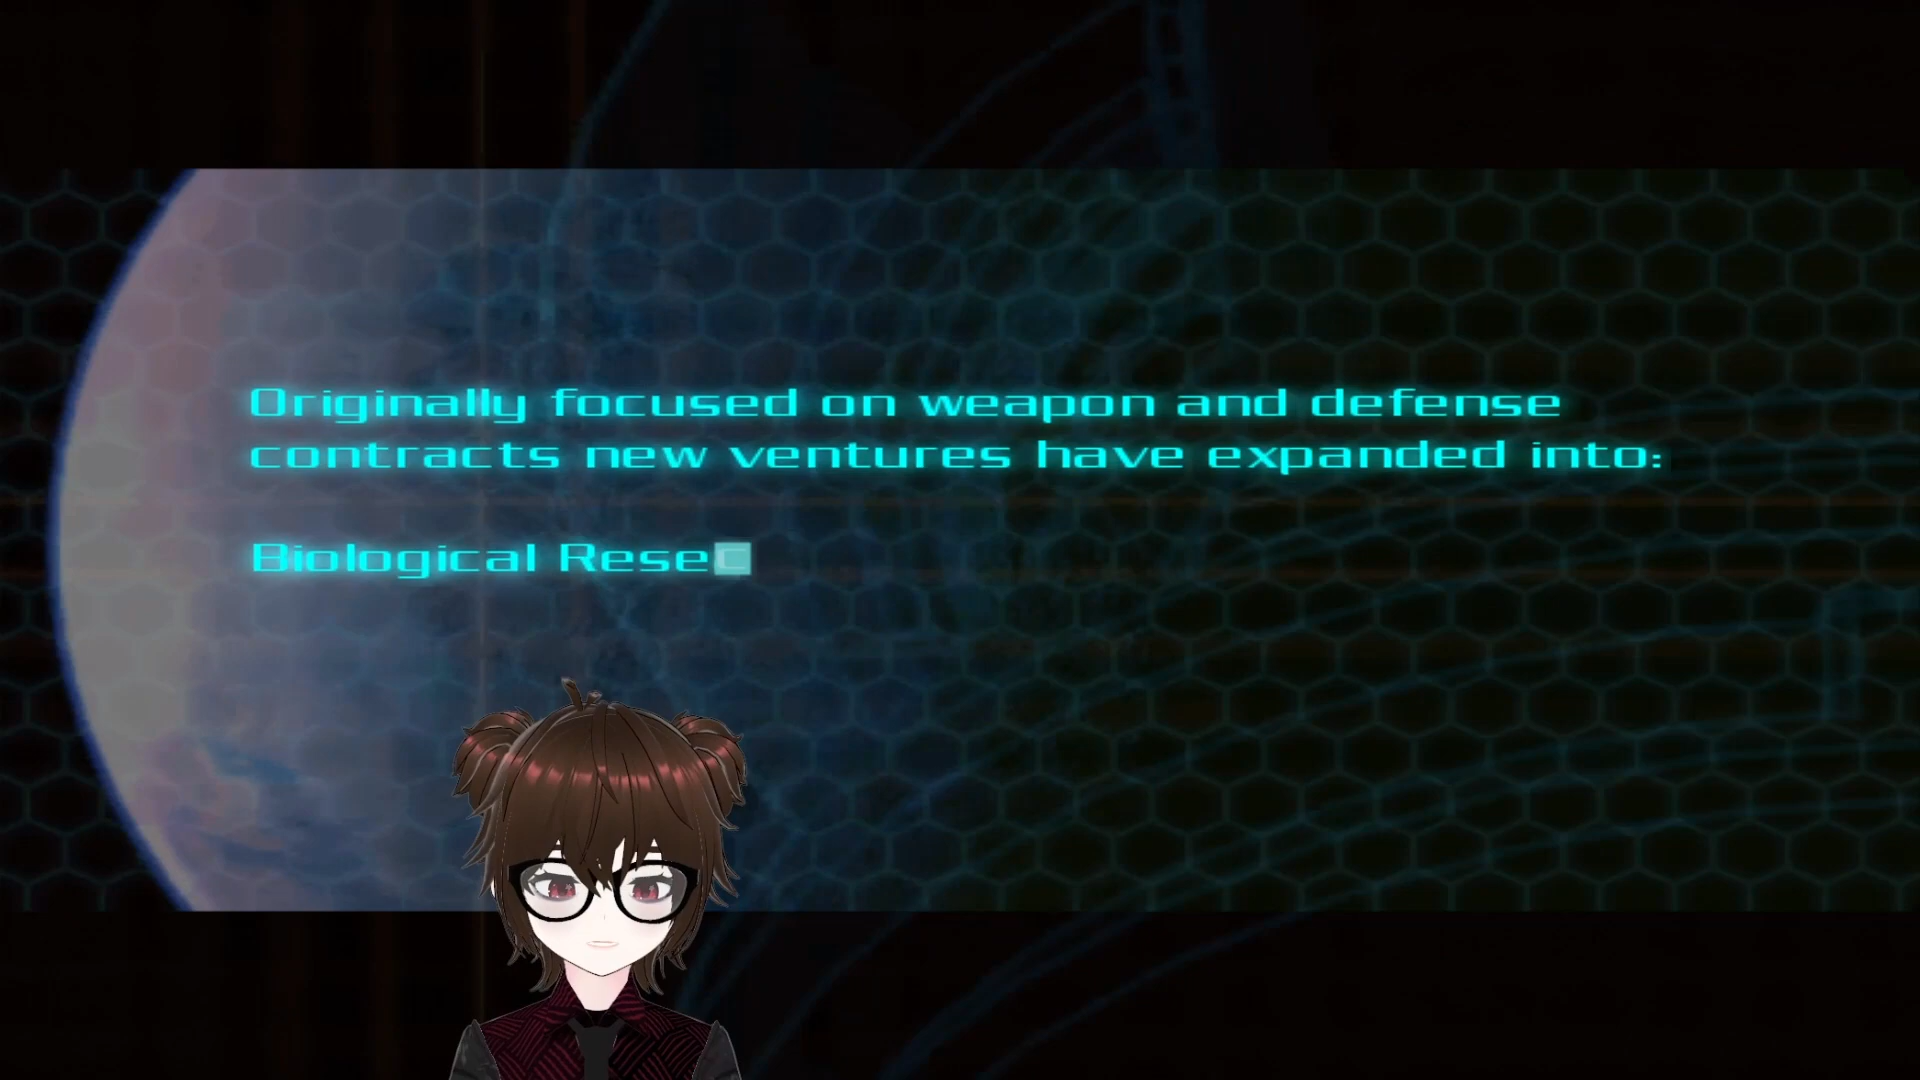 Originally focused on weapon and defense
contracts new ventures have expanded into:
Biological Rese